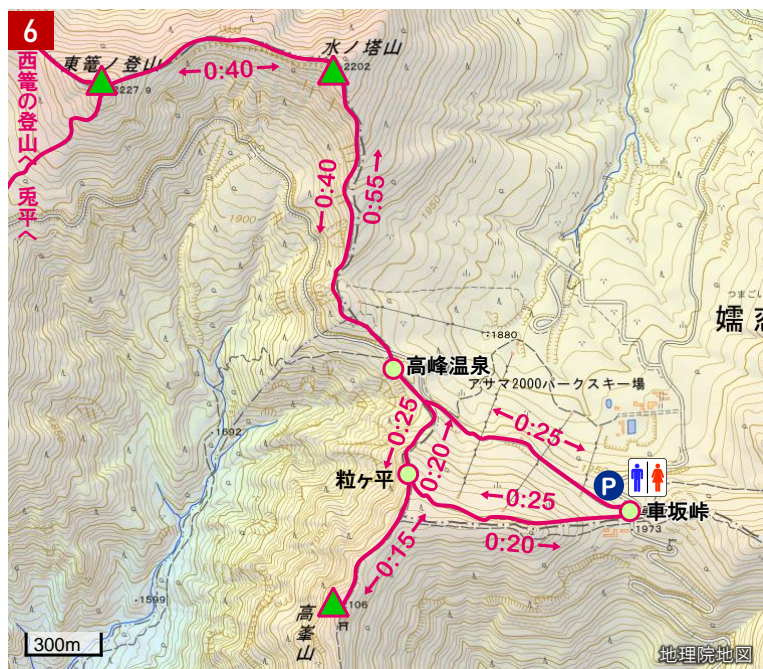 6
東篭ノ登山
2227.9
水ノ塔山
2202
←0:40→
西篭の登山へ
兎平へ
←0:40
0:55→
1900
1950
1900
つまごい
嬬恋
・1880
高峰温泉
アサマ2000パークスキー場
←0:25
0:20→
←0:25→
・1692
粒ヶ平
P
←0:25
車坂峠
0:20→
・1973
←0:15→
・1599
高峯山
106
300m
地理院地図